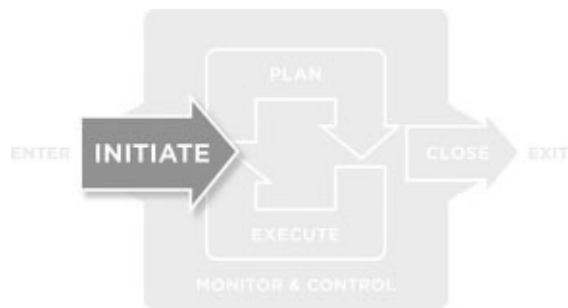 PLAN
ENTER
INITIATE
CLOSE
EXIT
EXECUTE
MONITOR & CONTROL